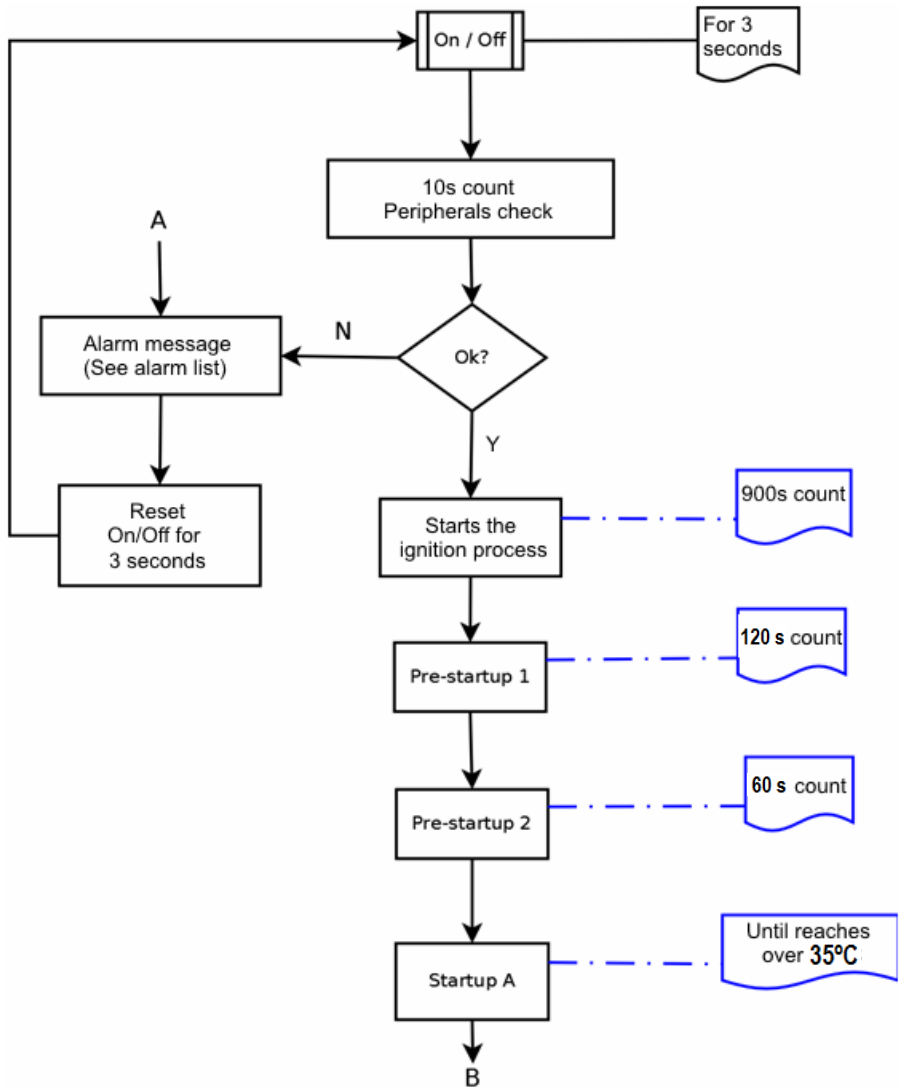 On / Off
For 3
seconds
10s count
Peripherals check
A
Alarm message
(See alarm list)
N
Ok?
Y
Reset
On/Off for
3 seconds
Starts the
ignition process
900s count
Pre-startup 1
120 s count
Pre-startup 2
60 s count
Startup A
Until reaches
over 35ºC
B